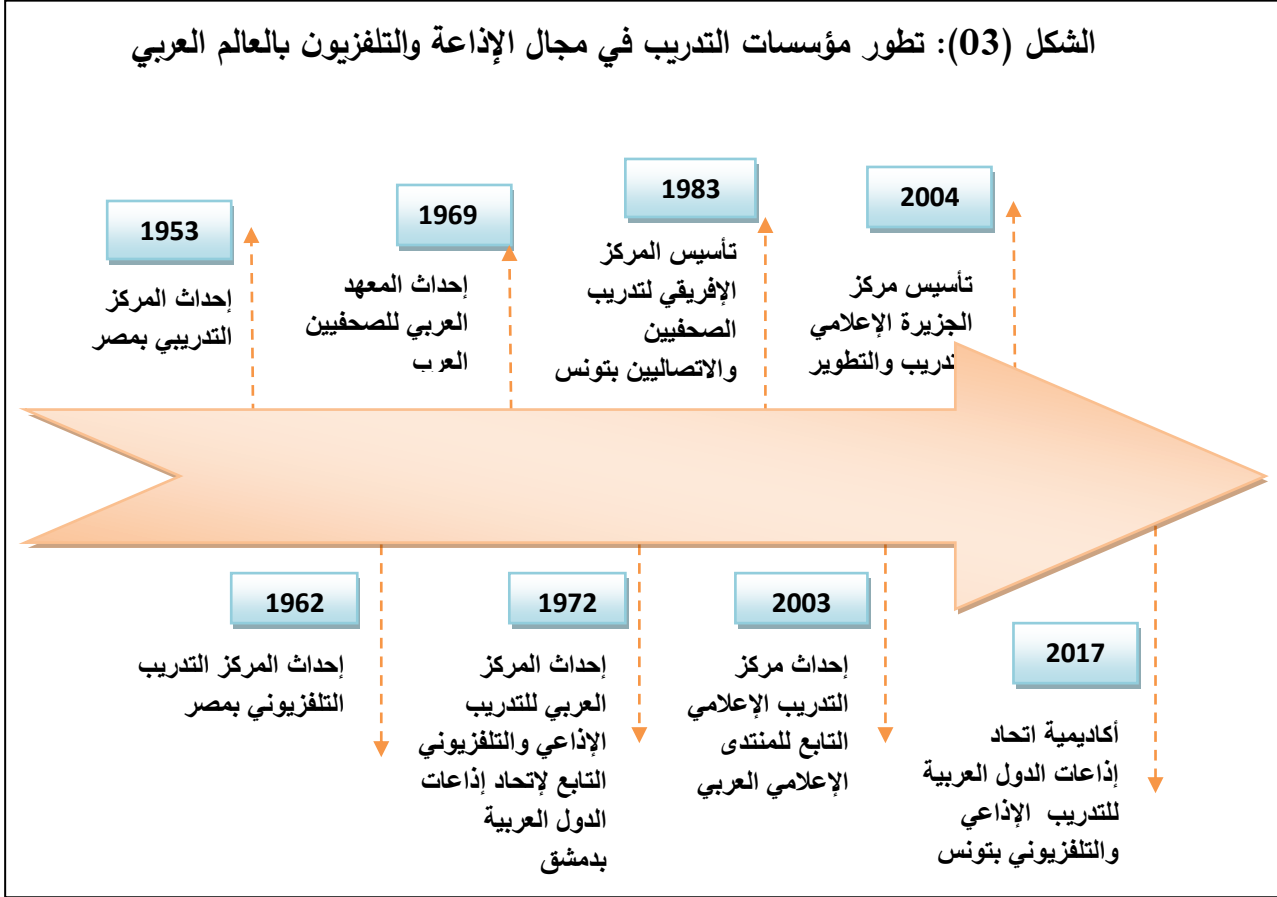 الشكل (03): تطور مؤسسات التدريب في مجال الإذاعة والتلفزيون بالعالم العربي
1953
إحداث المركز
التدريبي بمصر
1969
إحداث المعهد
العربي للصحفيين
العرب
1983
تأسيس المركز
الإفريقي لتدريب
الصحفيين
والاتصاليين بتونس
2004
تأسيس مركز
الجزيرة الإعلامي
والتطوير
1962
إحداث المركز التدريب
التلفزيوني بمصر
1972
إحداث المركز
العربي للتدريب
الإذاعي والتلفزيوني
التابع لإتحاد إذاعات
الدول العربية
بدمشق
2003
إحداث مركز
التدريب الإعلامي
التابع للمنتدى
الإعلامي العربي
2017
أكاديمية اتحاد
إذاعات الدول العربية
للتدريب الإذاعي
والتلفزيوني بتونس